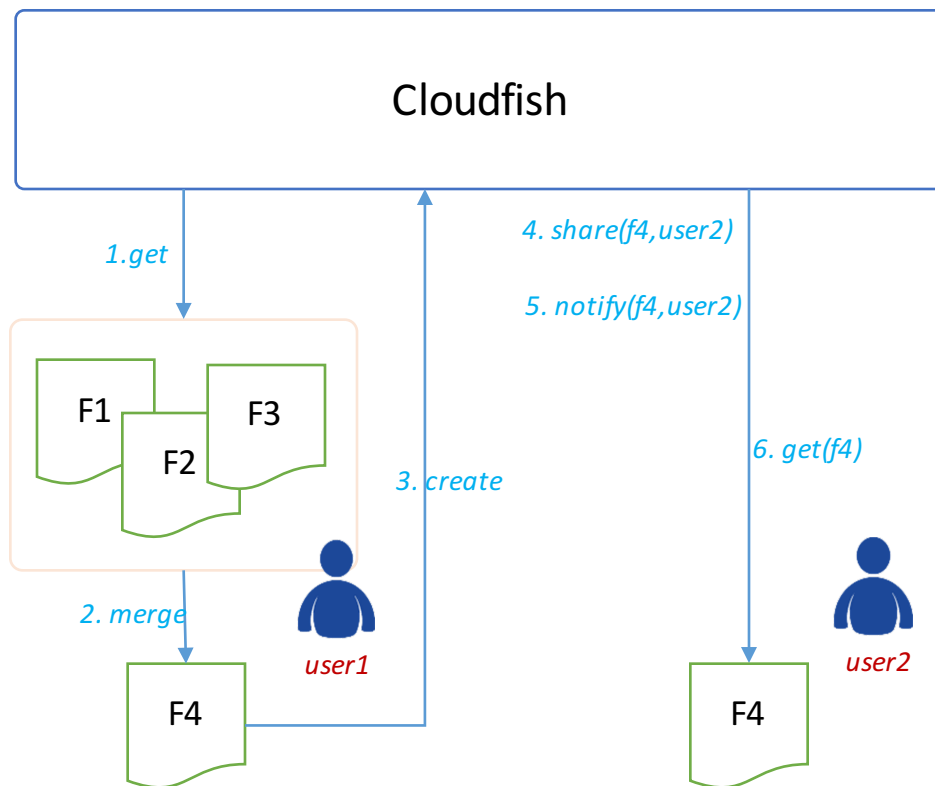 Cloudfish
1.get
4. share(f4,user2)
5. notify(f4,user2)
F1
F2
F3
3. create
6. get(f4)
2. merge
user1
user2
F4
F4